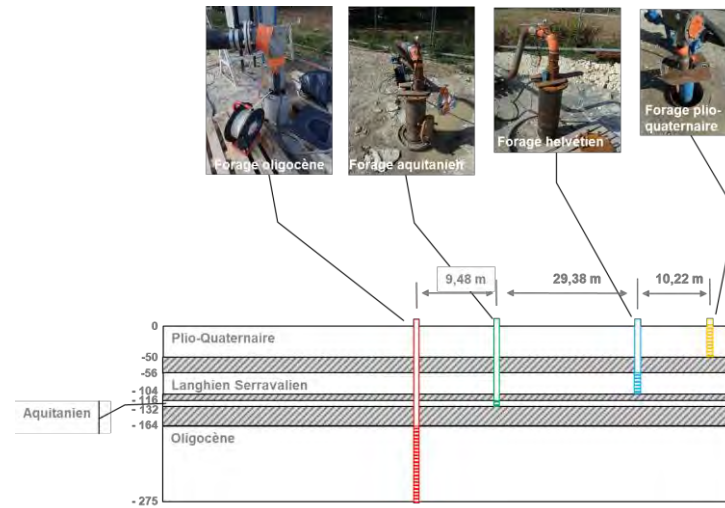 Forage oligocène
Forage aquitanien
Forage helvétien
Forage plio-
quaternaire
9,48 m
29,38 m
10,22 m
0
Plio-Quaternaire
-50
-56
Langhien Serravalien
- 104
- 116
Aquitanien
- 132
- 164
Oligocène
- 275